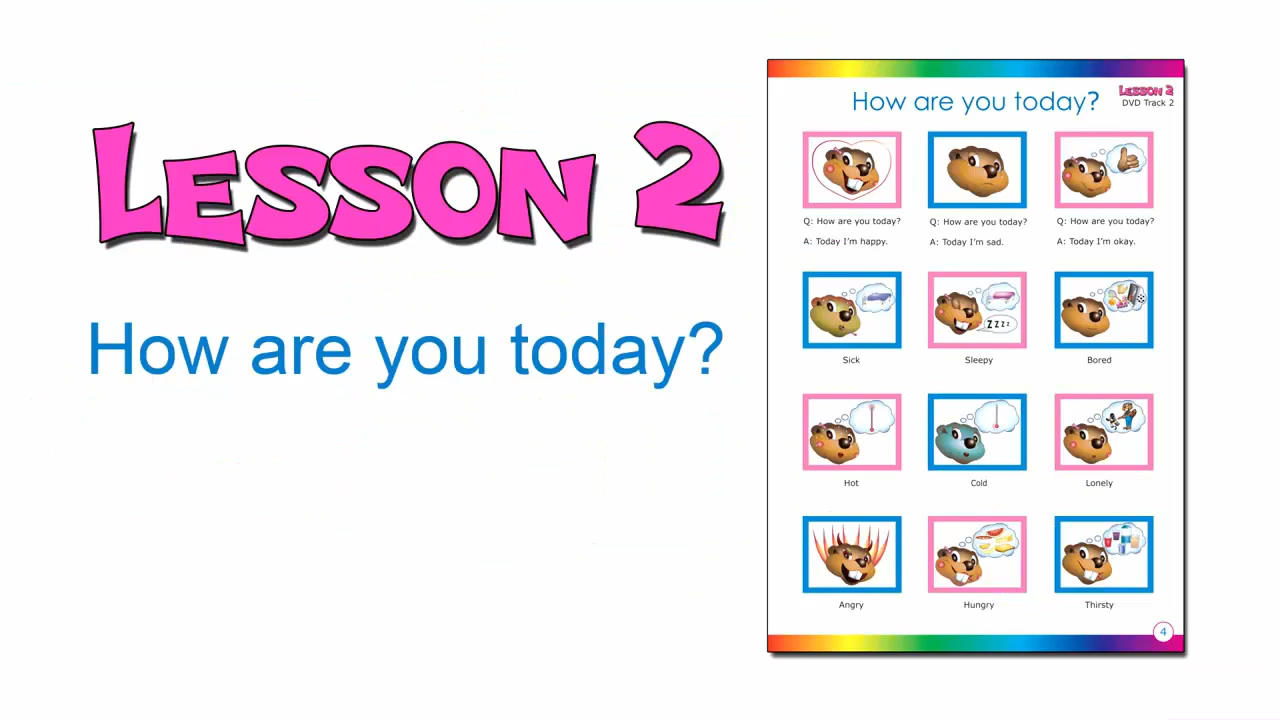 LESSON 2
How are you today?
How are you today?
LESSON 2
DVD Track 2
Q: How are you today?
A: Today I'm happy.
Q: How are you today?
A: Today I'm sad.
Q: How are you today?
A: Today I'm okay.
Sick
zzzz
Sleepy
Bored
Hot
Cold
Lonely
Angry
Hungry
Thirsty
4